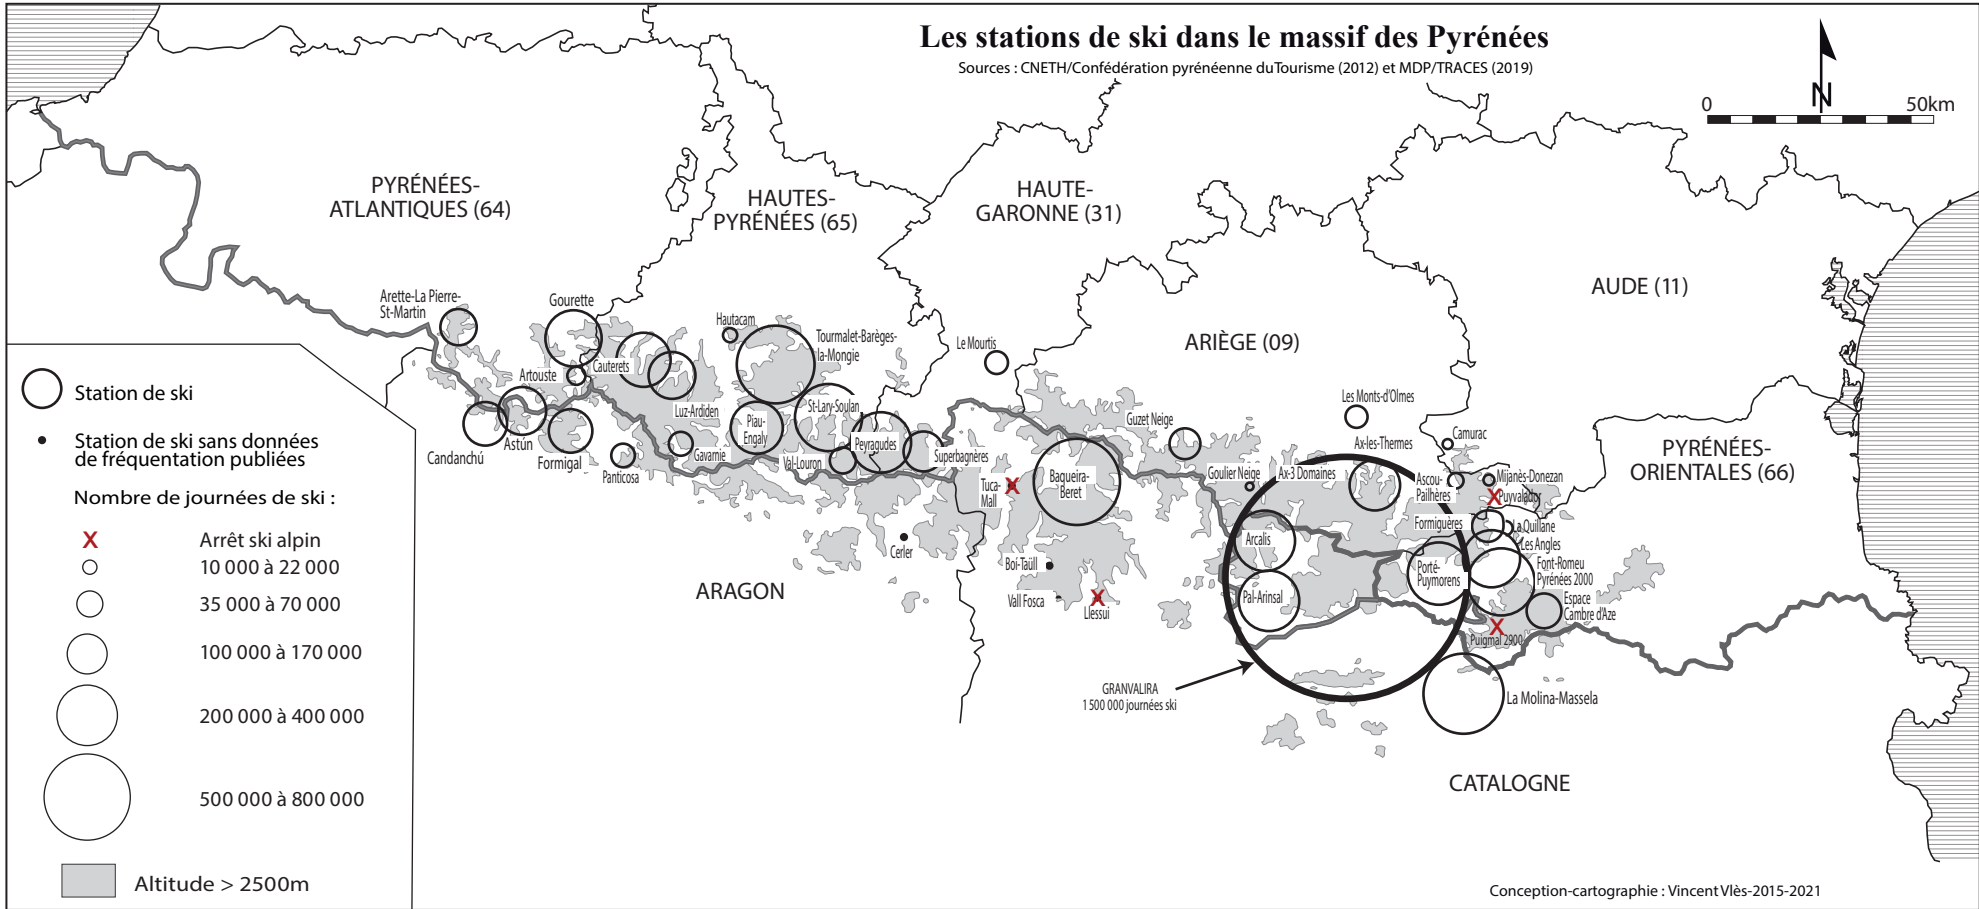 Les stations de ski dans le massif des Pyrénées
Sources : CNETH/Confédération pyrénéenne du Tourisme (2012) et MDP/TRACES (2019)
N
0
50km
PYRÉNÉES-
ATLANTIQUES (64)
HAUTES-
PYRÉNÉES (65)
HAUTE-
GARONNE (31)
ARIÈGE (09)
AUDE (11)
PYRÉNÉES-
ORIENTALES (66)
ARAGON
CATALOGNE
Arette-La Pierre-
St-Martin
Gourette
Artouste
Cauterets
Hautacam
Tourmalet-Barèges-
la-Mongie
Luz-Ardiden
Candanchú
Astún
Formigal
Panticosa
Gavarnie
Piau-
Engaly
St-Lary-Soulan
Val-Louron
Peyragudes
Superbagnères
Le Mourtis
Tuca-
Mall
Baqueira-
Beret
Cerler
Boí-Taüll
Vall Fosca
Llessui
Guzet Neige
Goulier Neige
Les Monts-d'Olmes
Ax-les-Thermes
Ax-3 Domaines
Camurac
Ascou-
Pailhères
Mijanès-Donezan
Puyvalador
Formiguères
La Quillane
Les Angles
Font-Romeu
Pyrénées 2000
Espace
Cambre d'Aze
Porté-
Puymorens
Puigmal 2900
Arcalis
Pal-Arinsal
GRANVALIRA
1 500 000 journées ski
La Molina-Massela
Station de ski
Station de ski sans données
de fréquentation publiées
Nombre de journées de ski :
X Arrêt ski alpin
10 000 à 22 000
35 000 à 70 000
100 000 à 170 000
200 000 à 400 000
500 000 à 800 000
Altitude > 2500m
Conception-cartographie : Vincent Vlès-2015-2021